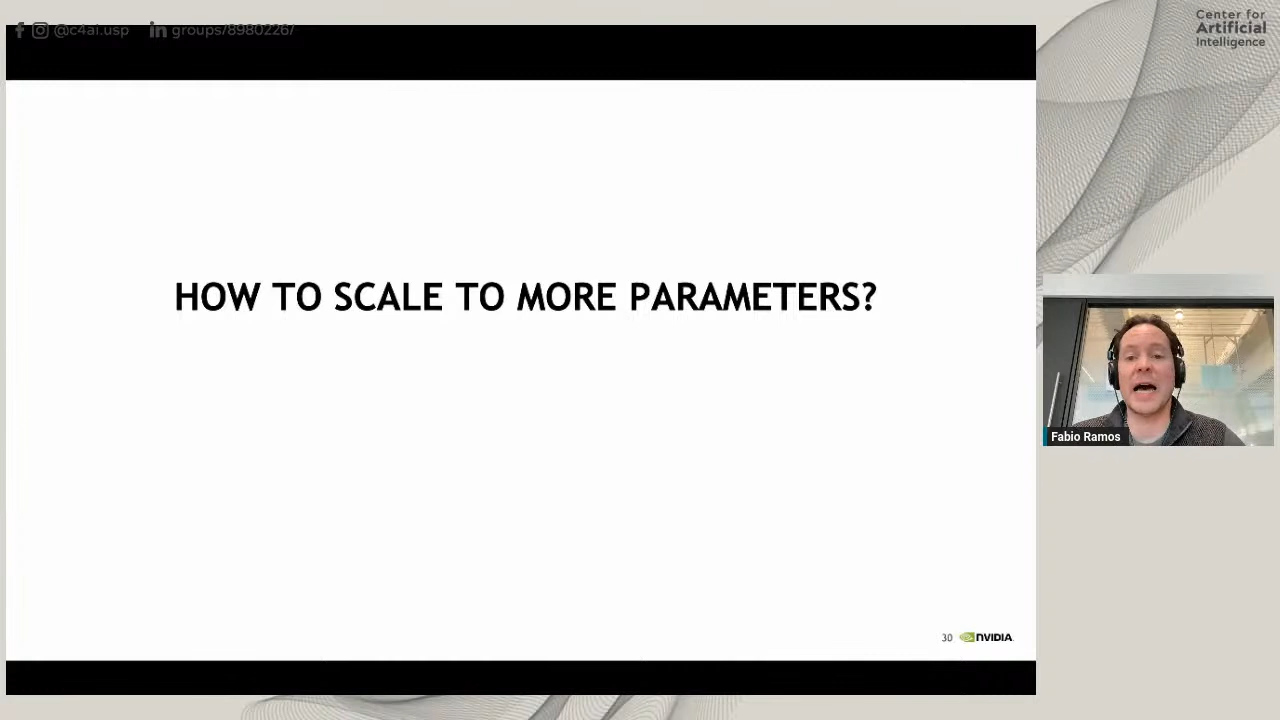 @c4ai.usp groups/8980226/
Center for
Artificial
Intelligence
HOW TO SCALE TO MORE PARAMETERS?
Fabio Ramos
30 NVIDIA